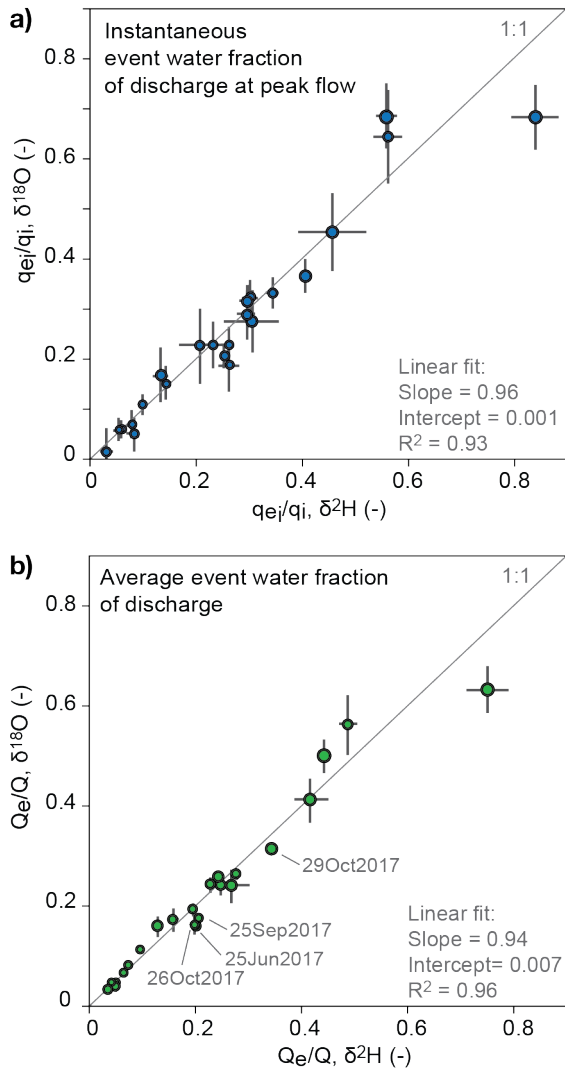 a)
Instantaneous
event water fraction
of discharge at peak flow
1:1
0.8
0.6
0.4
0.2
0
qei/qi, δ18O (-)
Linear fit:
Slope = 0.96
Intercept = 0.001
R2 = 0.93
0 0.2 0.4 0.6 0.8
qei/qi, δ2H (-)
b)
Average event water fraction
of discharge
1:1
0.8
0.6
0.4
0.2
0
Qe/Q, δ18O (-)
29Oct2017
25Sep2017
25Jun2017
26Oct2017
Linear fit:
Slope = 0.94
Intercept= 0.007
R2 = 0.96
0 0.2 0.4 0.6 0.8
Qe/Q, δ2H (-)